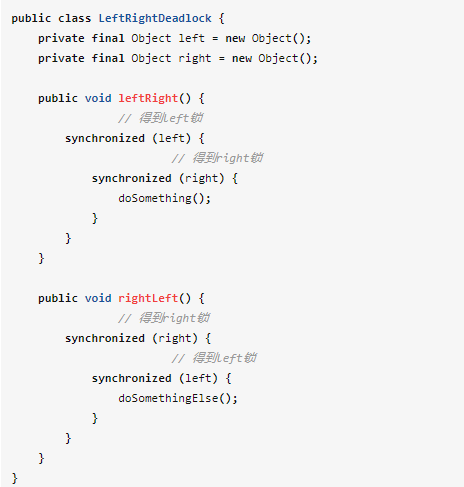 public class LeftRightDeadlock {
    private final Object left = new Object();
    private final Object right = new Object();

    public void leftRight() {
                // 得到left锁
        synchronized (left) {
                        // 得到right锁
            synchronized (right) {
                doSomething();
            }
        }
    }

    public void rightLeft() {
                // 得到right锁
        synchronized (right) {
                        // 得到left锁
            synchronized (left) {
                doSomethingElse();
            }
        }
    }
}